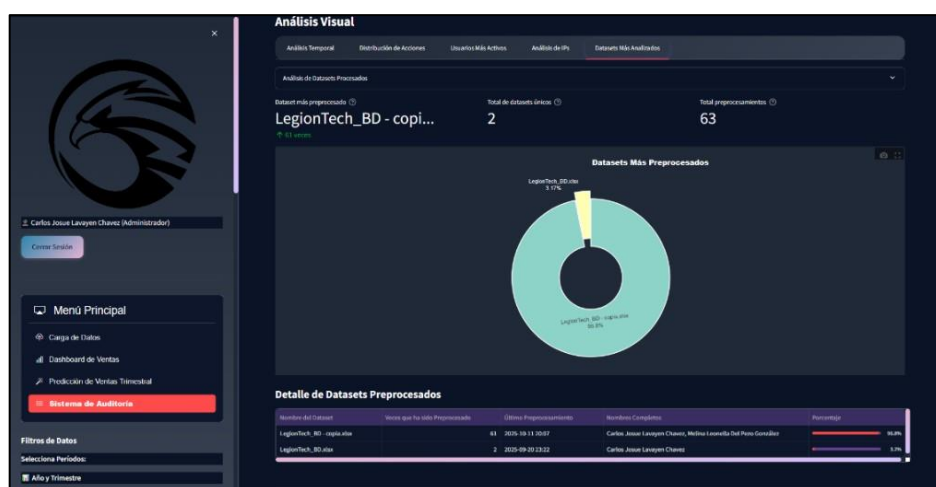 Análisis Visual
Análisis Temporal Distribución de Acciones Usuarios Más Activos Análisis de IPs Datasets Más Analizados
Análisis de Datasets Procesados
Dataset más preprocesado Total de datasets únicos Total preprocesamientos
LegionTech_BD - copi... 2 63
↑ 61 veces
Datasets Más Preprocesados
LegionTech_BD.xlsx
3.17%
LegionTech_BD - copia.xlsx
96.8%
Carlos Josue Lavayen Chavez (Administrador)
Cerrar Sesión
Menú Principal
Carga de Datos
Dashboard de Ventas
Predicción de Ventas Trimestral
Sistema de Auditoría
Filtros de Datos
Selecciona Períodos:
Año y Trimestre
Detalle de Datasets Preprocesados
Nombre del Dataset Veces que ha sido Preprocesado Último Preprocesamiento Nombres Completos Porcentaje
LegionTech_BD - copia.xlsx 61 2025-10-11 20:07 Carlos Josue Lavayen Chavez, Melina Leonella Del Pezo González 96.8%
LegionTech_BD.xlsx 2 2025-09-20 23:22 Carlos Josue Lavayen Chavez